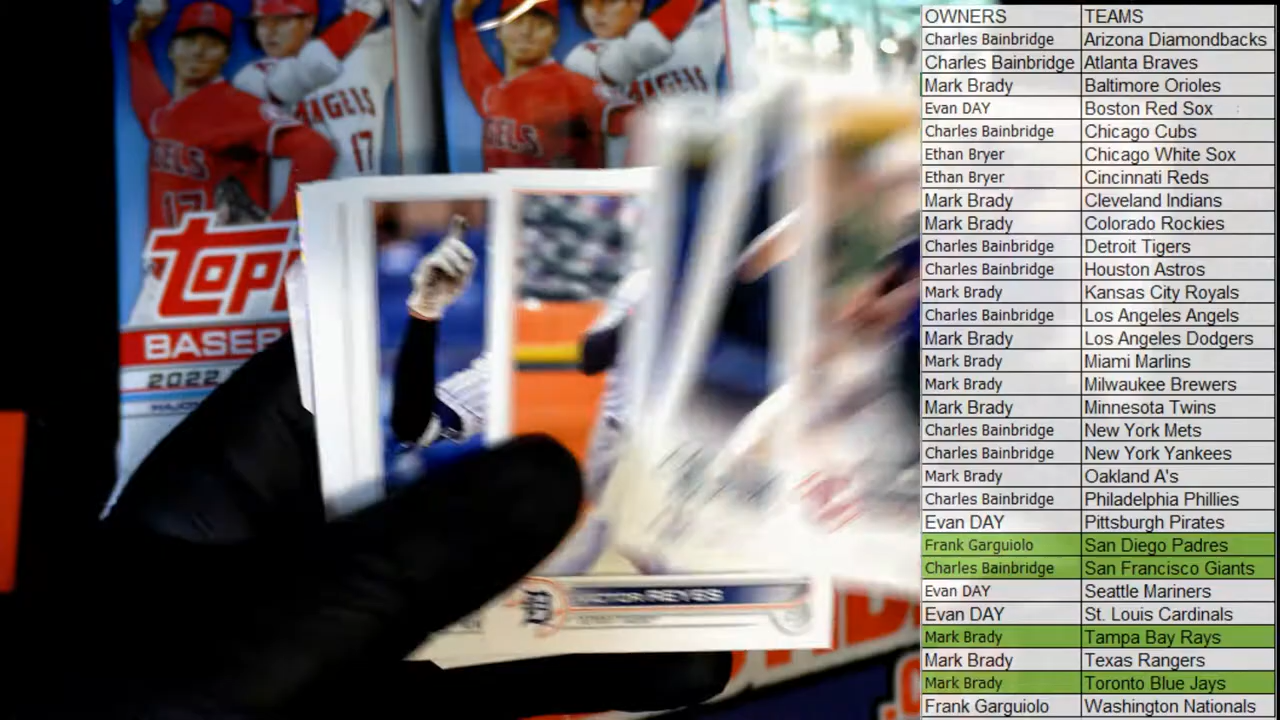 ANGELS
17
ELS
17
ANGELS
ELS
TOPP
BASEB
2022
REYES
OWNERS TEAMS
Charles Bainbridge Arizona Diamondbacks
Charles Bainbridge Atlanta Braves
Mark Brady Baltimore Orioles
Evan DAY Boston Red Sox
Charles Bainbridge Chicago Cubs
Ethan Bryer Chicago White Sox
Ethan Bryer Cincinnati Reds
Mark Brady Cleveland Indians
Mark Brady Colorado Rockies
Charles Bainbridge Detroit Tigers
Charles Bainbridge Houston Astros
Mark Brady Kansas City Royals
Charles Bainbridge Los Angeles Angels
Mark Brady Los Angeles Dodgers
Mark Brady Miami Marlins
Mark Brady Milwaukee Brewers
Mark Brady Minnesota Twins
Charles Bainbridge New York Mets
Charles Bainbridge New York Yankees
Mark Brady Oakland A's
Charles Bainbridge Philadelphia Phillies
Evan DAY Pittsburgh Pirates
Frank Garguiolo San Diego Padres
Charles Bainbridge San Francisco Giants
Evan DAY Seattle Mariners
Evan DAY St. Louis Cardinals
Mark Brady Tampa Bay Rays
Mark Brady Texas Rangers
Mark Brady Toronto Blue Jays
Frank Garguiolo Washington Nationals